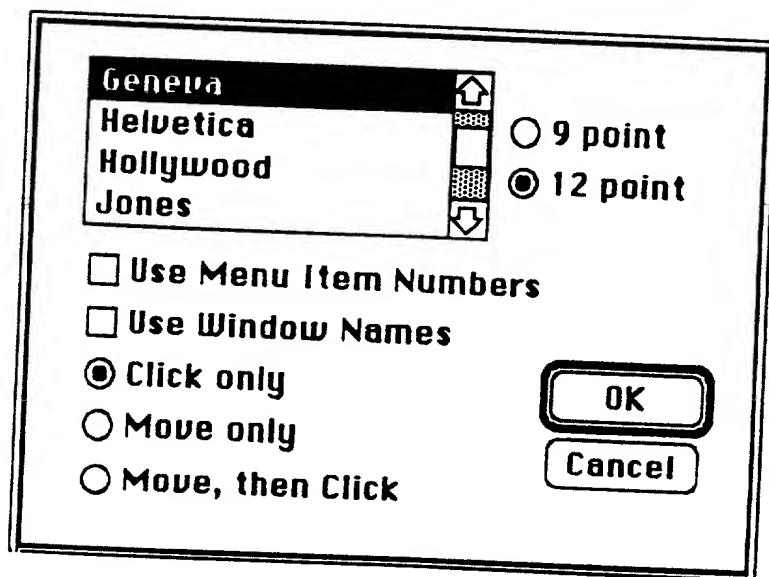 Geneva
Helvetica
Hollywood
Jones
9 point
12 point
Use Menu Item Numbers
Use Window Names
Click only
Move only
Move, then Click
OK
Cancel